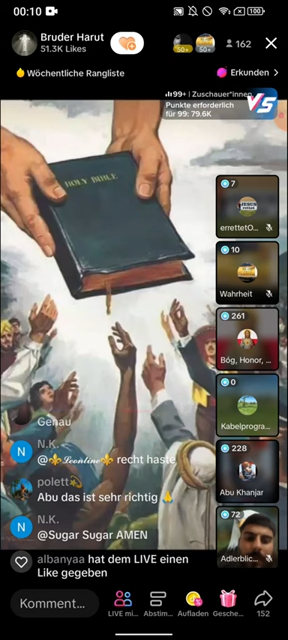 00:10
100
Bruder Harut
51.3K Likes
50+
50+
162
Wöchentliche Rangliste
Erkunden >
99+ | Zuschauer*innen
Punkte erforderlich
für 99: 79.6K
VS
HOLY BIBLE
7
errettetO...
10
Wahrheit
261
Bóg, Honor, ...
0
Kabelprogra...
228
Abu Khanjar
72
Adlerblic...
Genau
N
N.K.
@⚜️𝓛𝓮𝓸𝓷𝓽𝓲𝓷𝓮⚜️ recht haste
polett
Abu das ist sehr richtig
N
N.K.
@Sugar Sugar AMEN
albanyaa hat dem LIVE einen
Like gegeben
Komment...
LIVE mi...
Abstim...
Aufladen
Gesche...
152